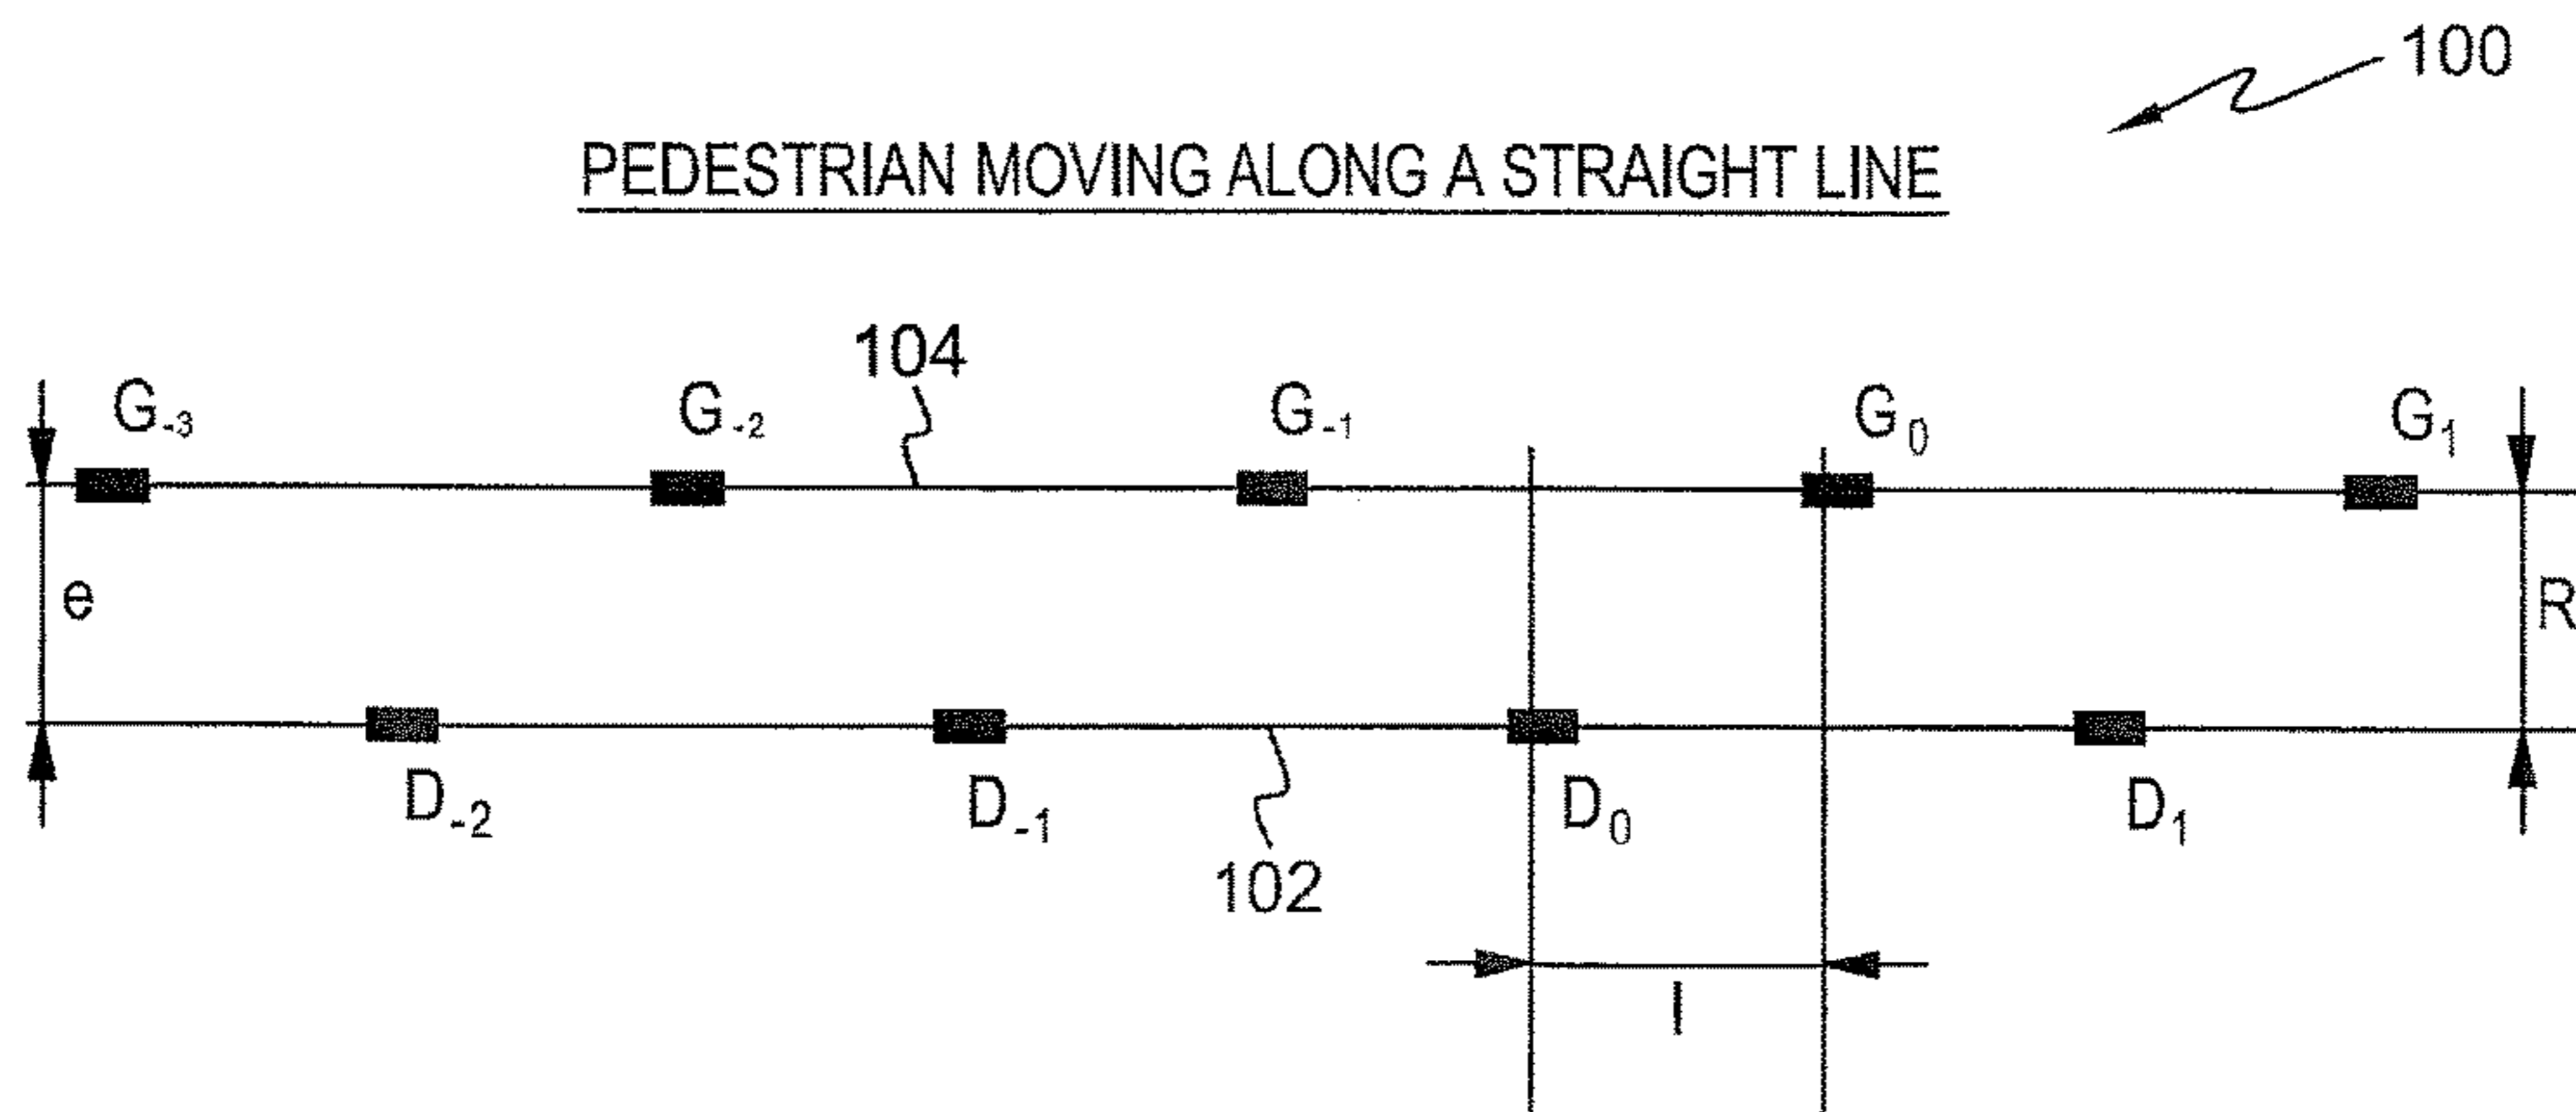 100
PEDESTRIAN MOVING ALONG A STRAIGHT LINE
104
G-3 G-2 G-1 G0 G1
e R
D-2 D-1 D0 D1
102
l